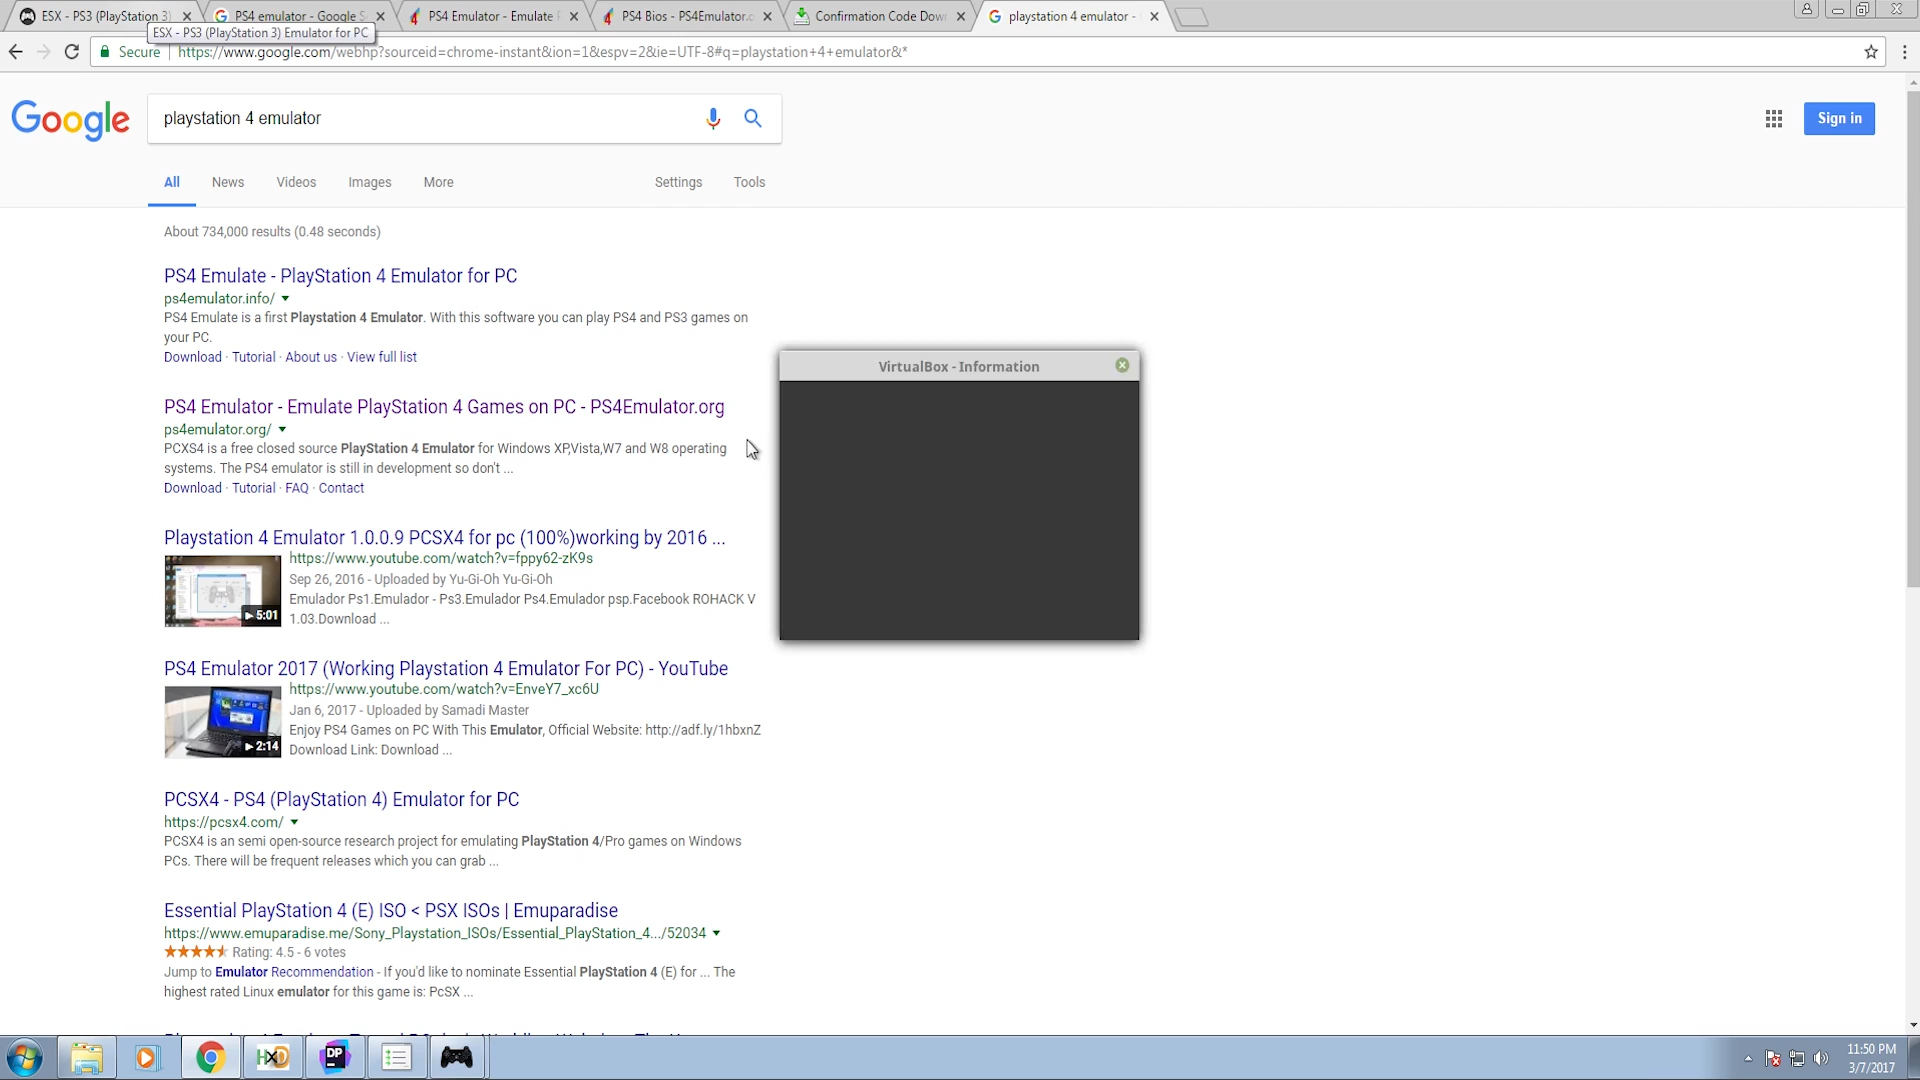 ESX - PS3 (PlayStation 3)
PS4 emulator - Google S
PS4 Emulator - Emulate
PS4 Bios - PS4Emulator.o
Confirmation Code Dow
playstation 4 emulator -
ESX - PS3 (PlayStation 3) Emulator for PC
Secure
https://www.google.com/webhp?sourceid=chrome-instant&ion=1&espv=2&ie=UTF-8#q=playstation+4+emulator&*
Google
playstation 4 emulator
Sign in
All
News
Videos
Images
More
Settings
Tools
About 734,000 results (0.48 seconds)
PS4 Emulate - PlayStation 4 Emulator for PC
ps4emulator.info/
PS4 Emulate is a first Playstation 4 Emulator. With this software you can play PS4 and PS3 games on
your PC.
Download · Tutorial · About us · View full list
PS4 Emulator - Emulate PlayStation 4 Games on PC - PS4Emulator.org
ps4emulator.org/
PCXS4 is a free closed source PlayStation 4 Emulator for Windows XP,Vista,W7 and W8 operating
systems. The PS4 emulator is still in development so don't ...
Download · Tutorial · FAQ · Contact
VirtualBox - Information
Playstation 4 Emulator 1.0.0.9 PCSX4 for pc (100%)working by 2016 ...
https://www.youtube.com/watch?v=fppy62-zK9s
Sep 26, 2016 - Uploaded by Yu-Gi-Oh Yu-Gi-Oh
Emulador Ps1.Emulador - Ps3.Emulador Ps4.Emulador psp.Facebook ROHACK V
5:01
1.03.Download ...
PS4 Emulator 2017 (Working Playstation 4 Emulator For PC) - YouTube
https://www.youtube.com/watch?v=EnveY7_xc6U
Jan 6, 2017 - Uploaded by Samadi Master
Enjoy PS4 Games on PC With This Emulator, Official Website: http://adf.ly/1hbxnZ
2:14
Download Link: Download ...
PCSX4 - PS4 (PlayStation 4) Emulator for PC
https://pcsx4.com/
PCSX4 is an semi open-source research project for emulating PlayStation 4/Pro games on Windows
PCs. There will be frequent releases which you can grab ...
Essential PlayStation 4 (E) ISO < PSX ISOs | Emuparadise
https://www.emuparadise.me/Sony_Playstation_ISOs/Essential_PlayStation_4.../52034
Rating: 4.5 - 6 votes
Jump to Emulator Recommendation - If you'd like to nominate Essential PlayStation 4 (E) for ... The
highest rated Linux emulator for this game is: PcSX ...
HXD
DP
11:50 PM
3/7/2017